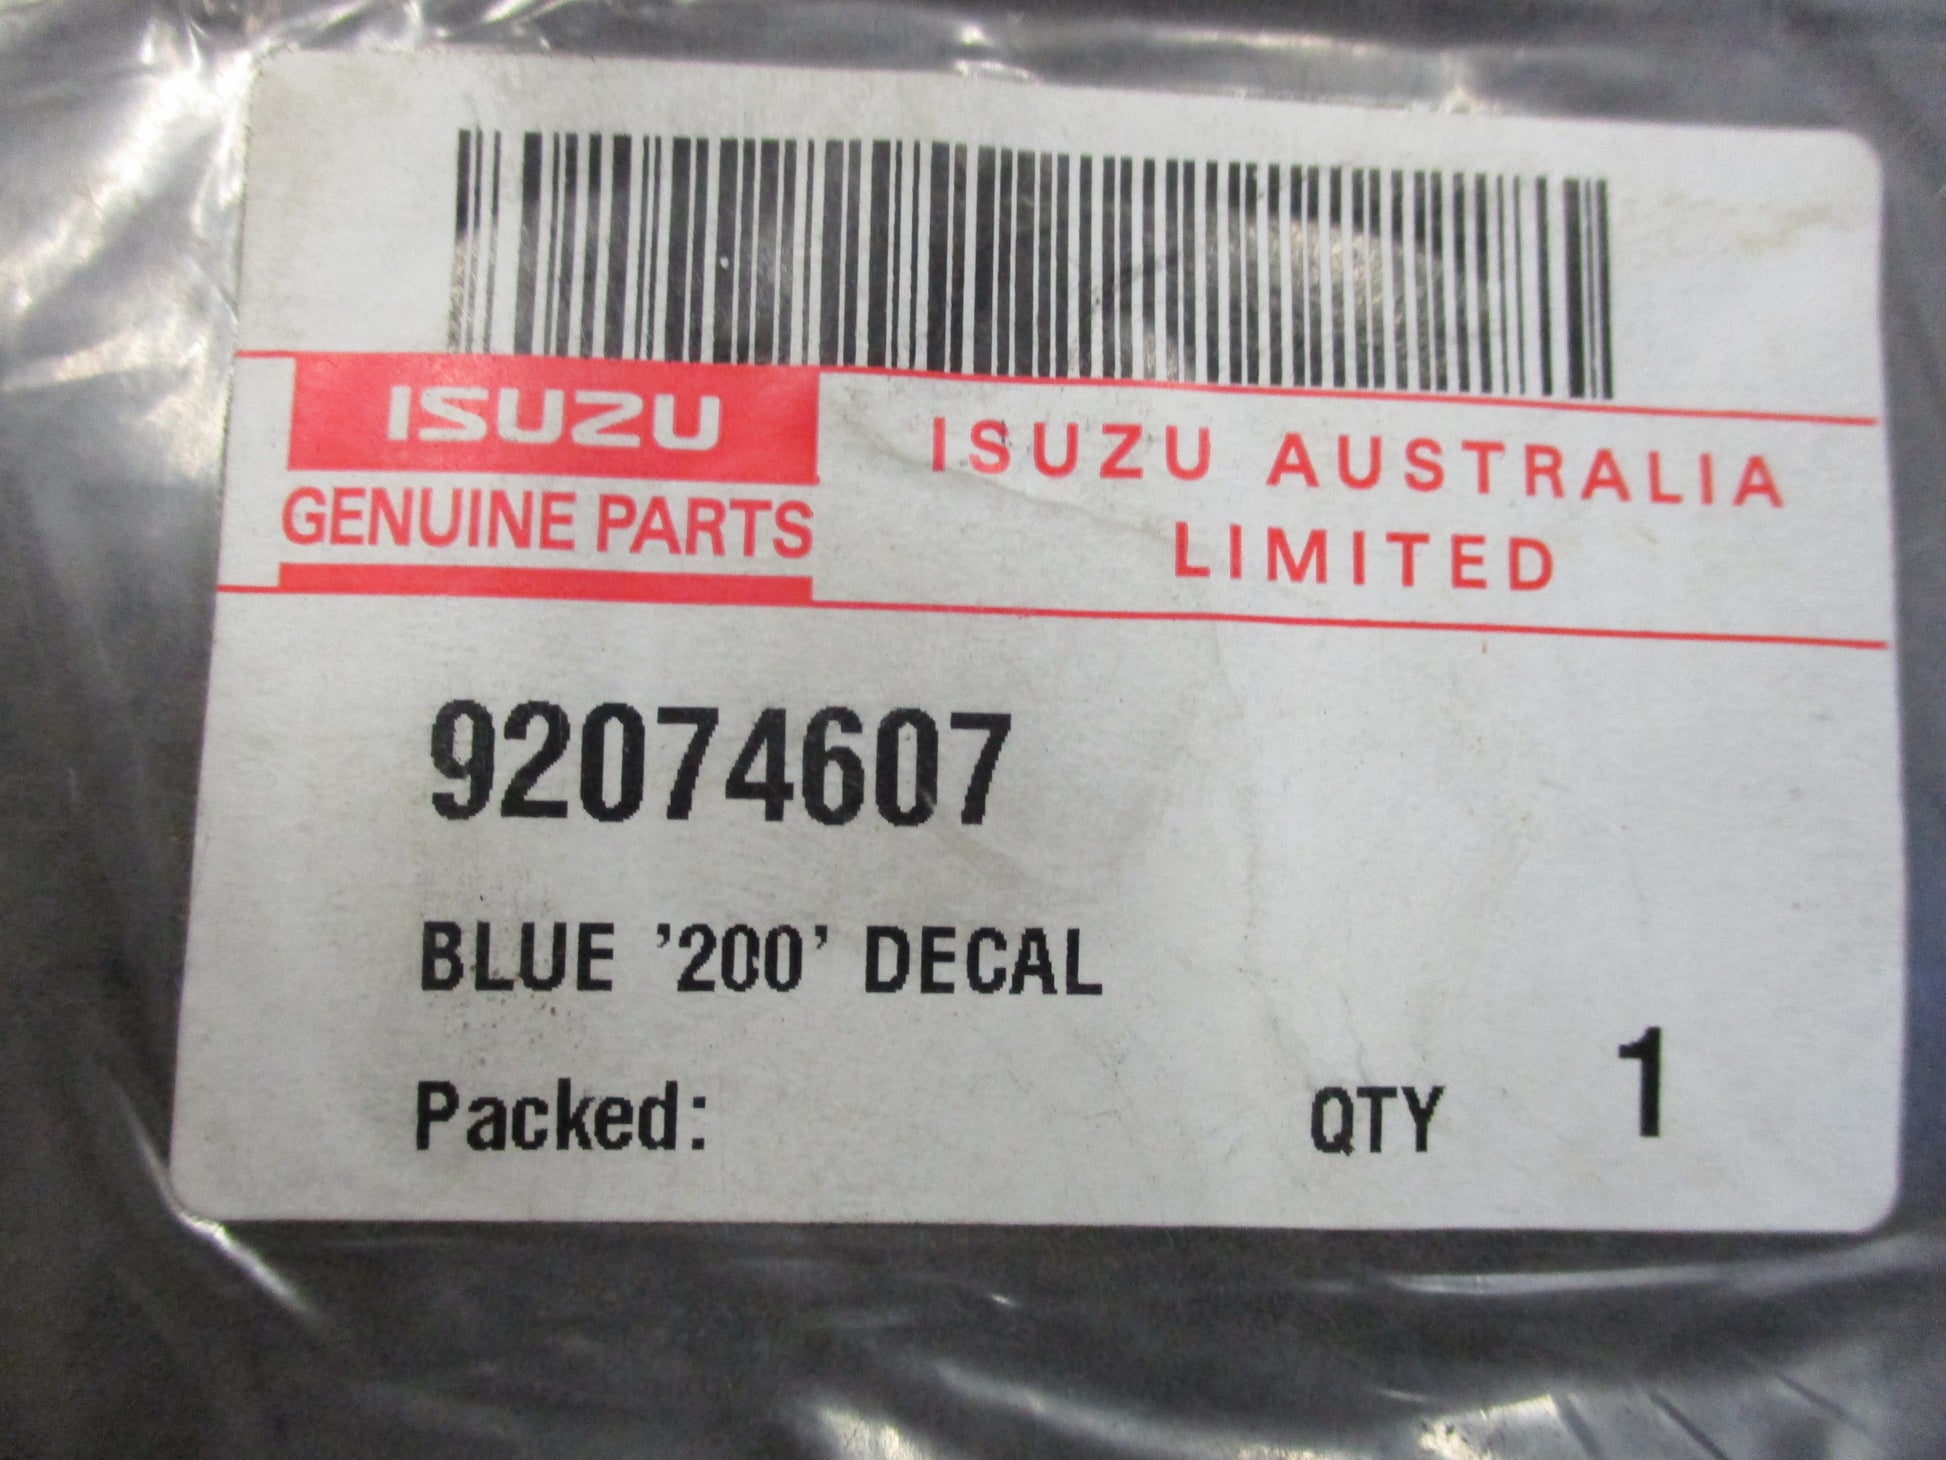 ISUZU
GENUINE PARTS
ISUZU AUSTRALIA
LIMITED
92074607
BLUE '200' DECAL
Packed:
QTY 1